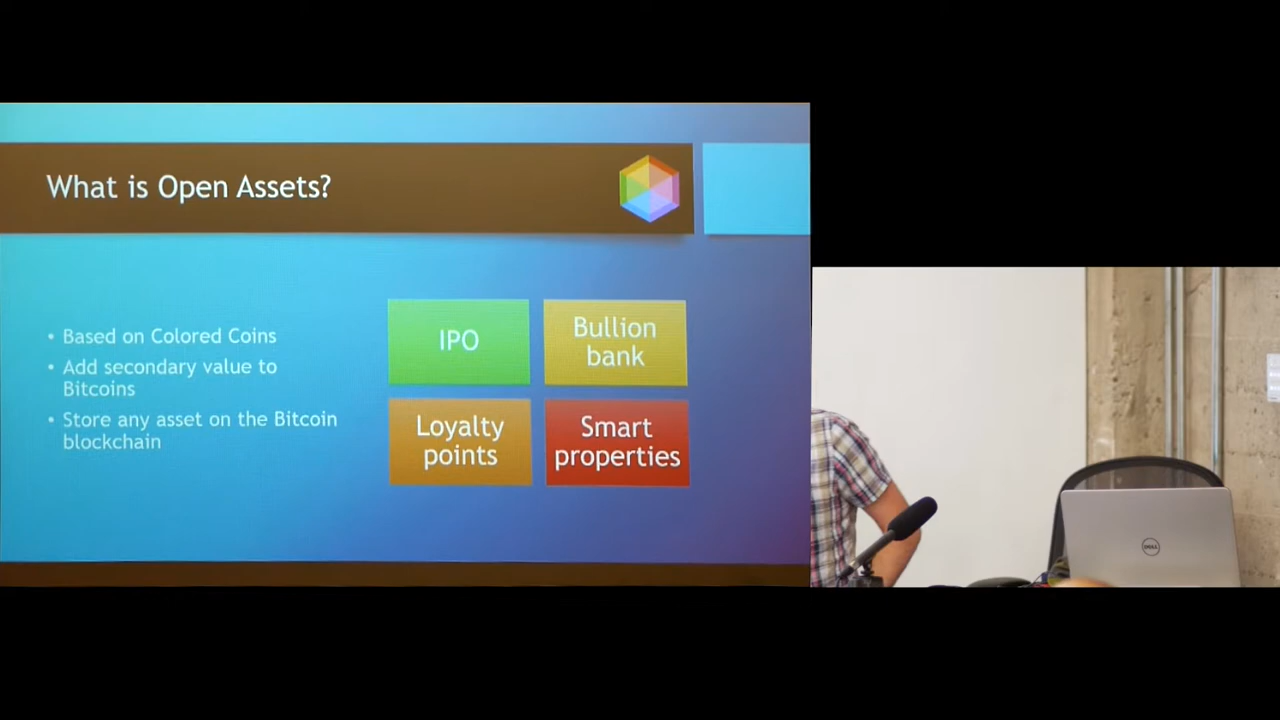 What is Open Assets?
• Based on Colored Coins
• Add secondary value to
Bitcoins
• Store any asset on the Bitcoin
blockchain
IPO
Bullion
bank
Loyalty
points
Smart
properties
DELL